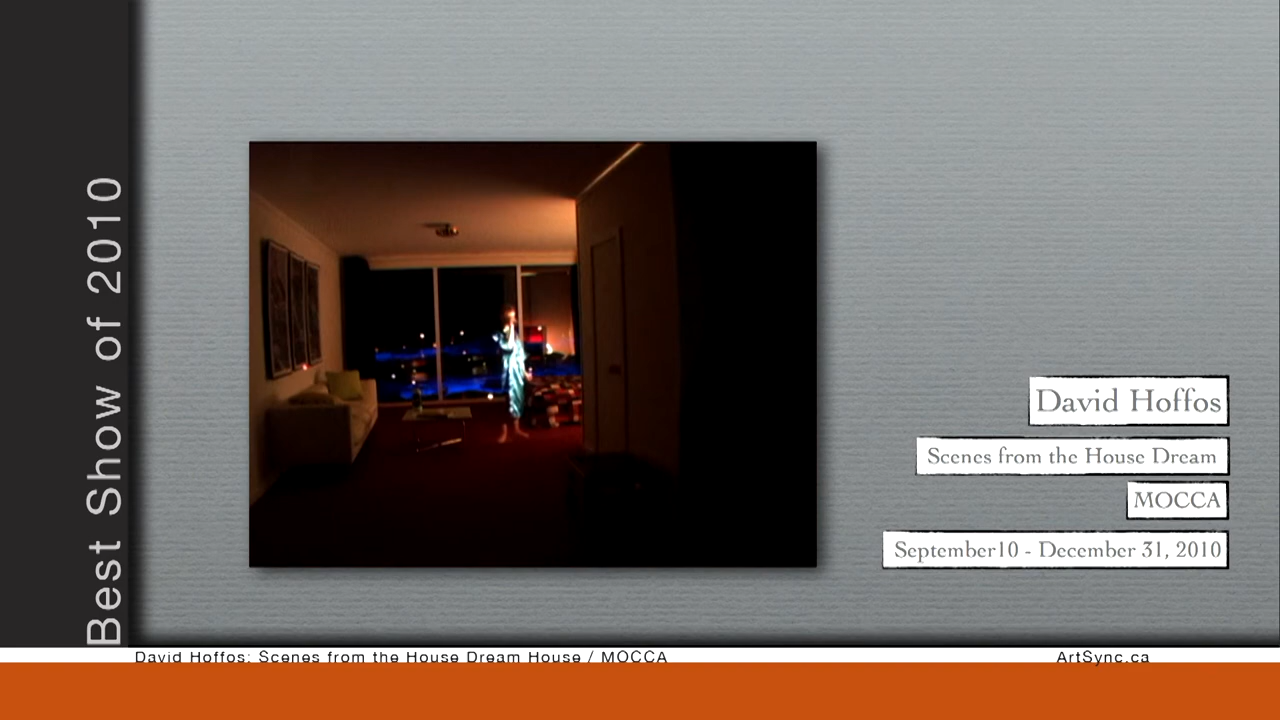 Best Show of 2010
David Hoffos
Scenes from the House Dream
MOCCA
September10 - December 31, 2010
David Hoffos: Scenes from the House Dream House / MOCCA
ArtSync.ca